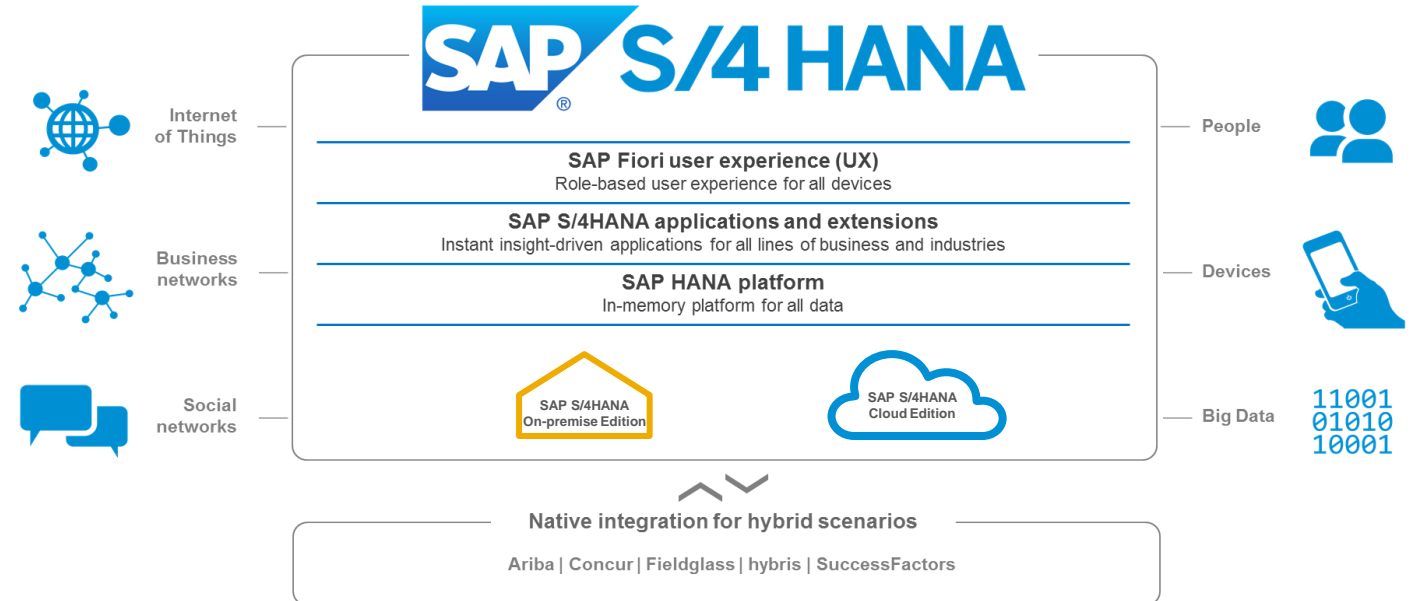 SAP S/4 HANA
®
Internet
of Things
People
SAP Fiori user experience (UX)
Role-based user experience for all devices
SAP S/4HANA applications and extensions
Instant insight-driven applications for all lines of business and industries
Business
networks
Devices
SAP HANA platform
In-memory platform for all data
Social
networks
SAP S/4HANA
On-premise Edition
SAP S/4HANA
Cloud Edition
Big Data
11001
01010
10001
Native integration for hybrid scenarios
Ariba | Concur | Fieldglass | hybris | SuccessFactors